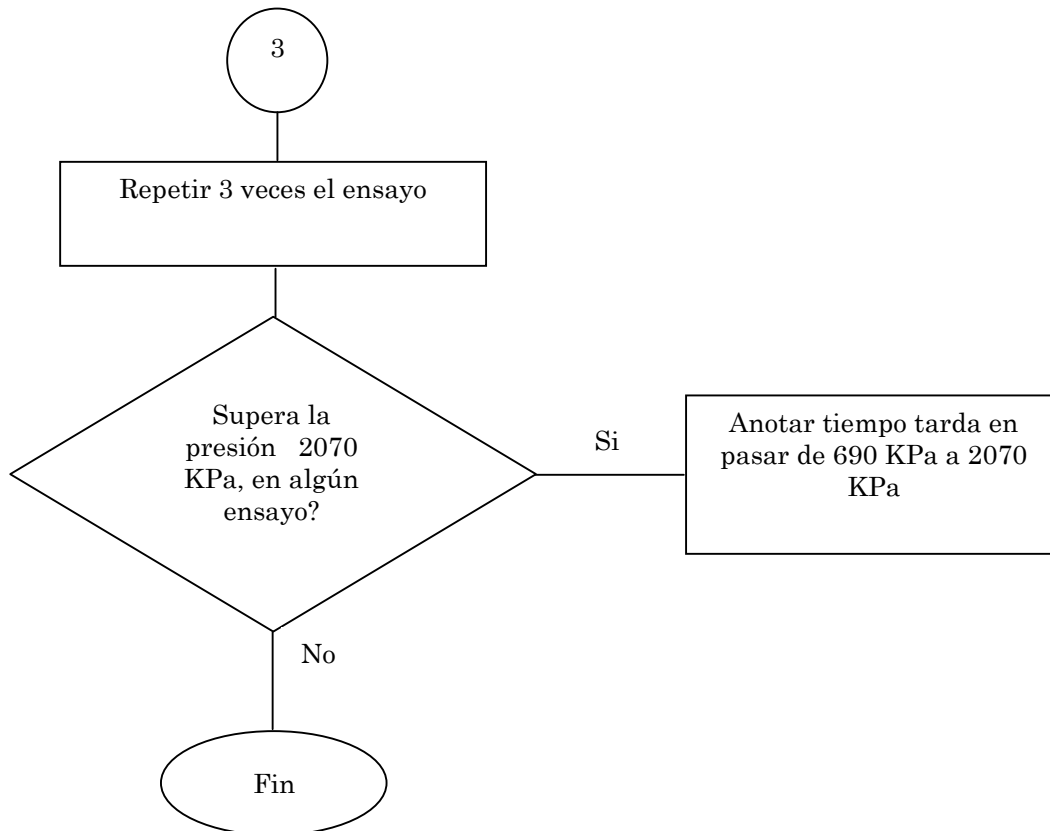 3
Repetir 3 veces el ensayo
Supera la
presión 2070
KPa, en algún
ensayo?
Si
Anotar tiempo tarda en
pasar de 690 KPa a 2070
KPa
No
Fin